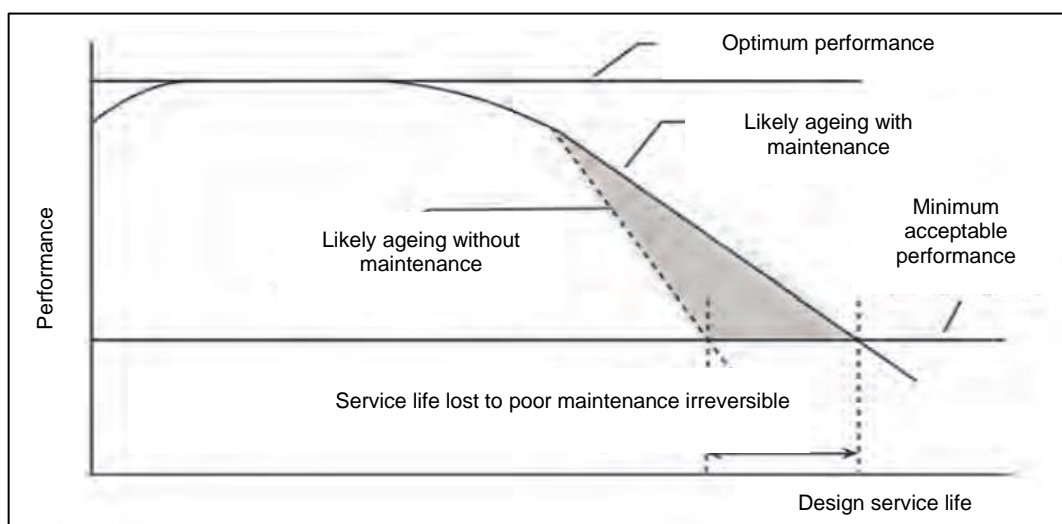 Optimum performance
Likely ageing with
maintenance
Minimum
acceptable
performance
Likely ageing without
maintenance
Performance
Service life lost to poor maintenance irreversible
Design service life